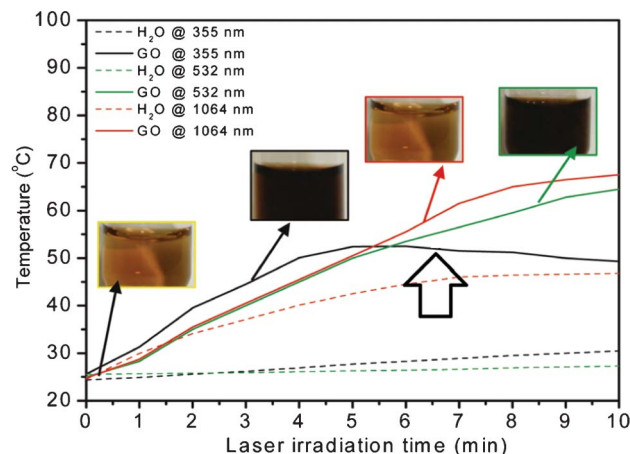 100
90
80
70
60
50
40
30
20
Temperature (°C)
H₂O @ 355 nm
GO @ 355 nm
H₂O @ 532 nm
GO @ 532 nm
H₂O @ 1064 nm
GO @ 1064 nm
0 1 2 3 4 5 6 7 8 9 10
Laser irradiation time (min)